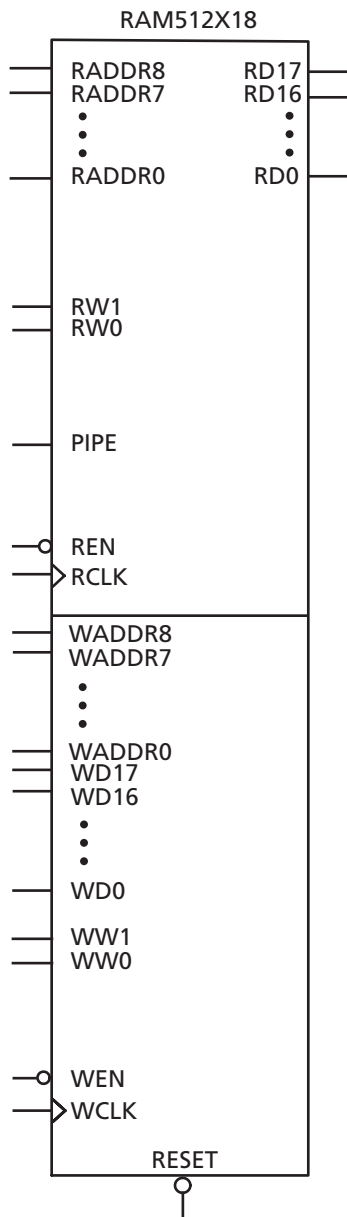 RAM512X18
RADDR8 RD17
RADDR7 RD16
RADDR0 RD0
RW1
RW0
PIPE
REN
RCLK
WADDR8
WADDR7
WADDR0
WD17
WD16
WD0
WW1
WW0
WEN
WCLK
RESET